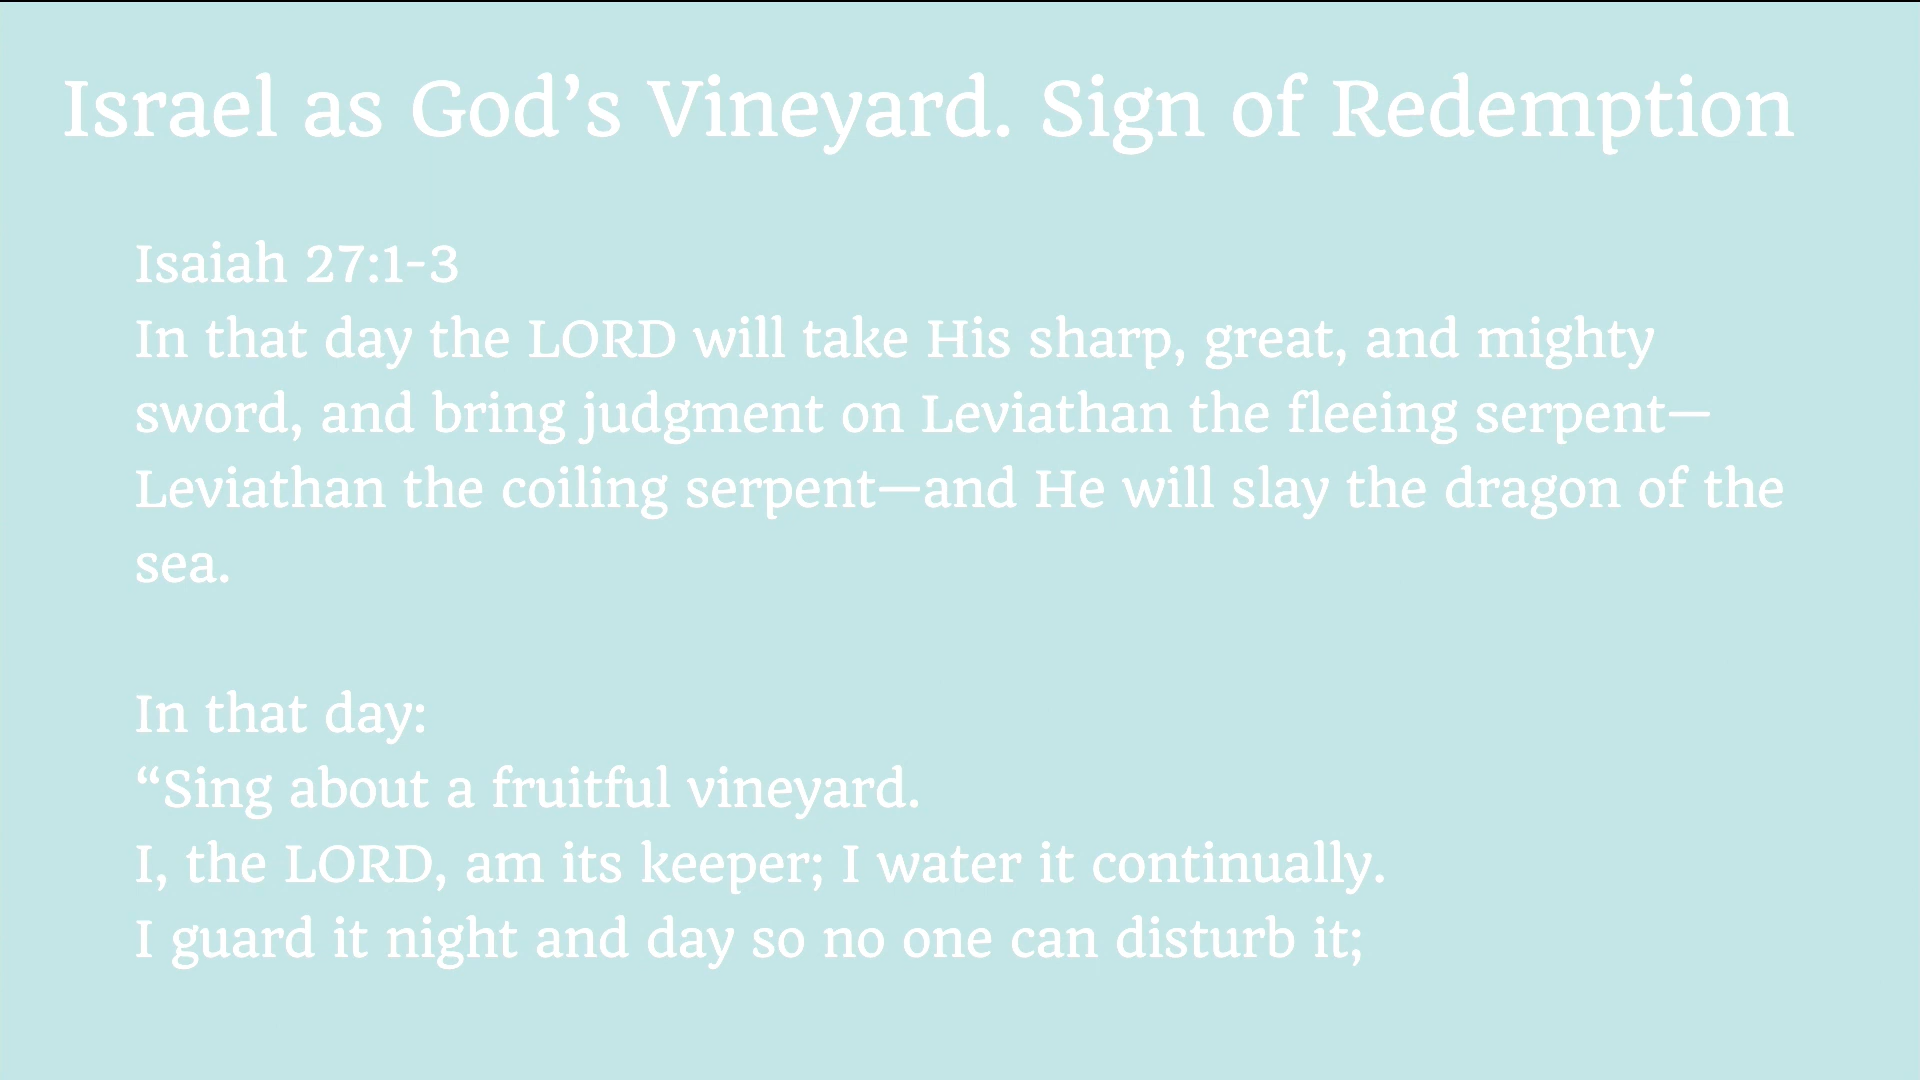 Israel as God’s Vineyard. Sign of Redemption
Isaiah 27:1-3
In that day the LORD will take His sharp, great, and mighty
sword, and bring judgment on Leviathan the fleeing serpent—
Leviathan the coiling serpent—and He will slay the dragon of the
sea.
In that day:
“Sing about a fruitful vineyard.
I, the LORD, am its keeper; I water it continually.
I guard it night and day so no one can disturb it;